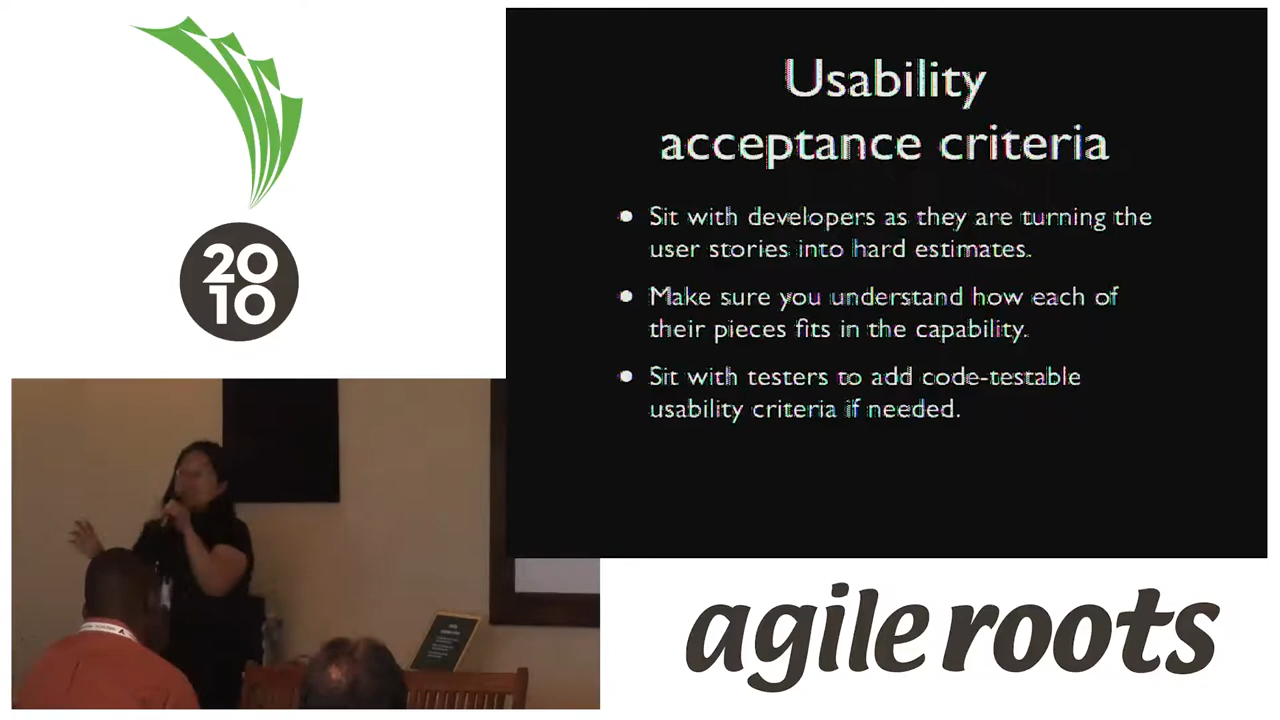 20
10
Usability
acceptance criteria
• Sit with developers as they are turning the
user stories into hard estimates.
• Make sure you understand how each of
their pieces fits in the capability.
• Sit with testers to add code-testable
usability criteria if needed.
agile roots